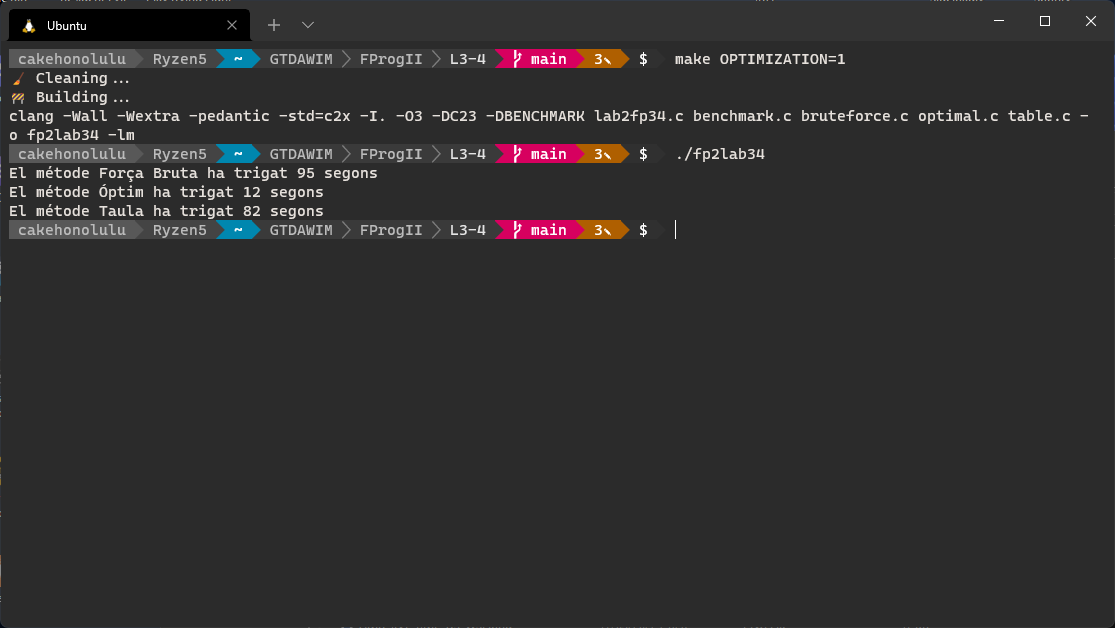 Ubuntu
cakehonolulu Ryzen5 ~ GTDAWIM FProgII L3-4 main 3 $ make OPTIMIZATION=1
Cleaning...
Building...
clang -Wall -Wextra -pedantic -std=c2x -I. -O3 -DC23 -DBENCHMARK lab2fp34.c benchmark.c bruteforce.c optimal.c table.c -
o fp2lab34 -lm
cakehonolulu Ryzen5 ~ GTDAWIM FProgII L3-4 main 3 $ ./fp2lab34
El métode Força Bruta ha trigat 95 segons
El métode Óptim ha trigat 12 segons
El métode Taula ha trigat 82 segons
cakehonolulu Ryzen5 ~ GTDAWIM FProgII L3-4 main 3 $